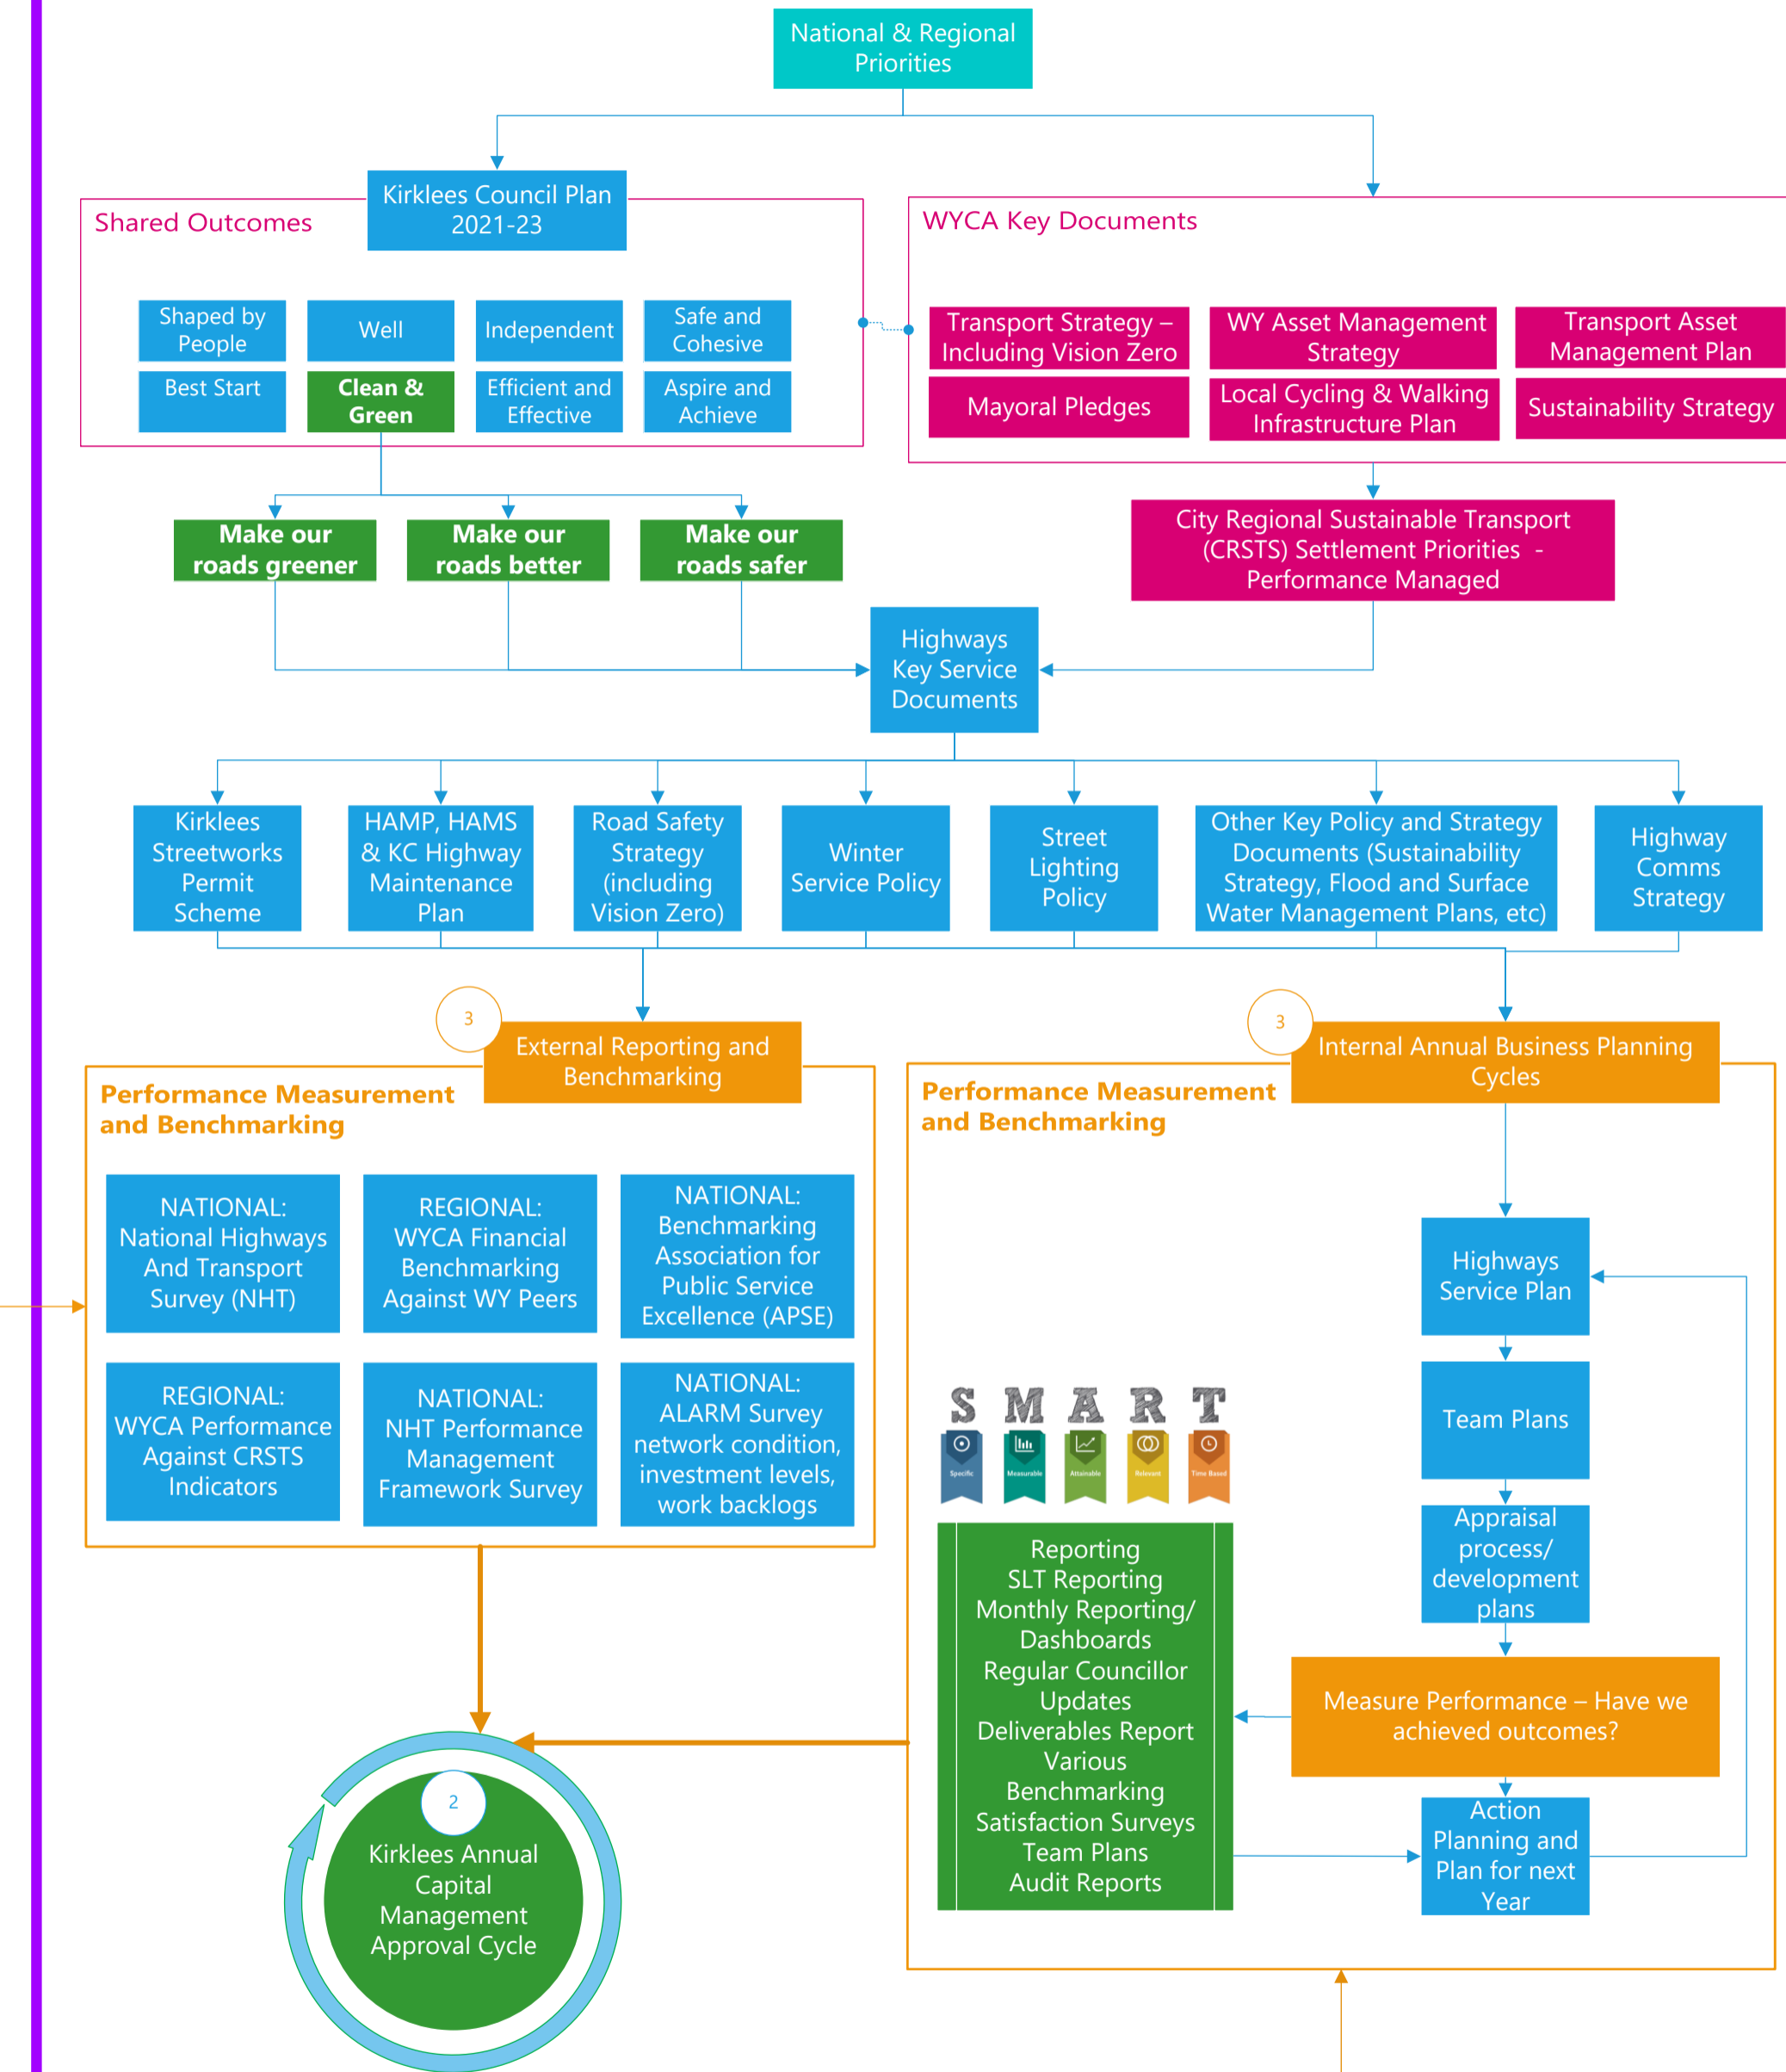 National & Regional
Priorities
Kirklees Council Plan
2021-23
Shared Outcomes
Shaped by
People
Well
Independent
Safe and
Cohesive
Best Start
Clean &
Green
Efficient and
Effective
Aspire and
Achieve
WYCA Key Documents
Transport Strategy –
Including Vision Zero
WY Asset Management
Strategy
Transport Asset
Management Plan
Mayoral Pledges
Local Cycling & Walking
Infrastructure Plan
Sustainability Strategy
Make our
roads greener
Make our
roads better
Make our
roads safer
City Regional Sustainable Transport
(CRSTS) Settlement Priorities -
Performance Managed
Highways
Key Service
Documents
Kirklees
Streetworks
Permit
Scheme
HAMP, HAMS
& KC Highway
Maintenance
Plan
Road Safety
Strategy
(including
Vision Zero)
Winter
Service Policy
Street
Lighting
Policy
Other Key Policy and Strategy
Documents (Sustainability
Strategy, Flood and Surface
Water Management Plans, etc)
Highway
Comms
Strategy
3
External Reporting and
Benchmarking
Performance Measurement
and Benchmarking
NATIONAL:
National Highways
And Transport
Survey (NHT)
REGIONAL:
WYCA Financial
Benchmarking
Against WY Peers
NATIONAL:
Benchmarking
Association for
Public Service
Excellence (APSE)
REGIONAL:
WYCA Performance
Against CRSTS
Indicators
NATIONAL:
NHT Performance
Management
Framework Survey
NATIONAL:
ALARM Survey
network condition,
investment levels,
work backlogs
3
Internal Annual Business Planning
Cycles
Performance Measurement
and Benchmarking
Highways
Service Plan
Team Plans
Appraisal
process/
development
plans
Measure Performance – Have we
achieved outcomes?
Action
Planning and
Plan for next
Year
S M A R T
Specific
Measurable
Attainable
Relevant
Time Based
Reporting
SLT Reporting
Monthly Reporting/
Dashboards
Regular Councillor
Updates
Deliverables Report
Various
Benchmarking
Satisfaction Surveys
Team Plans
Audit Reports
2
Kirklees Annual
Capital
Management
Approval Cycle